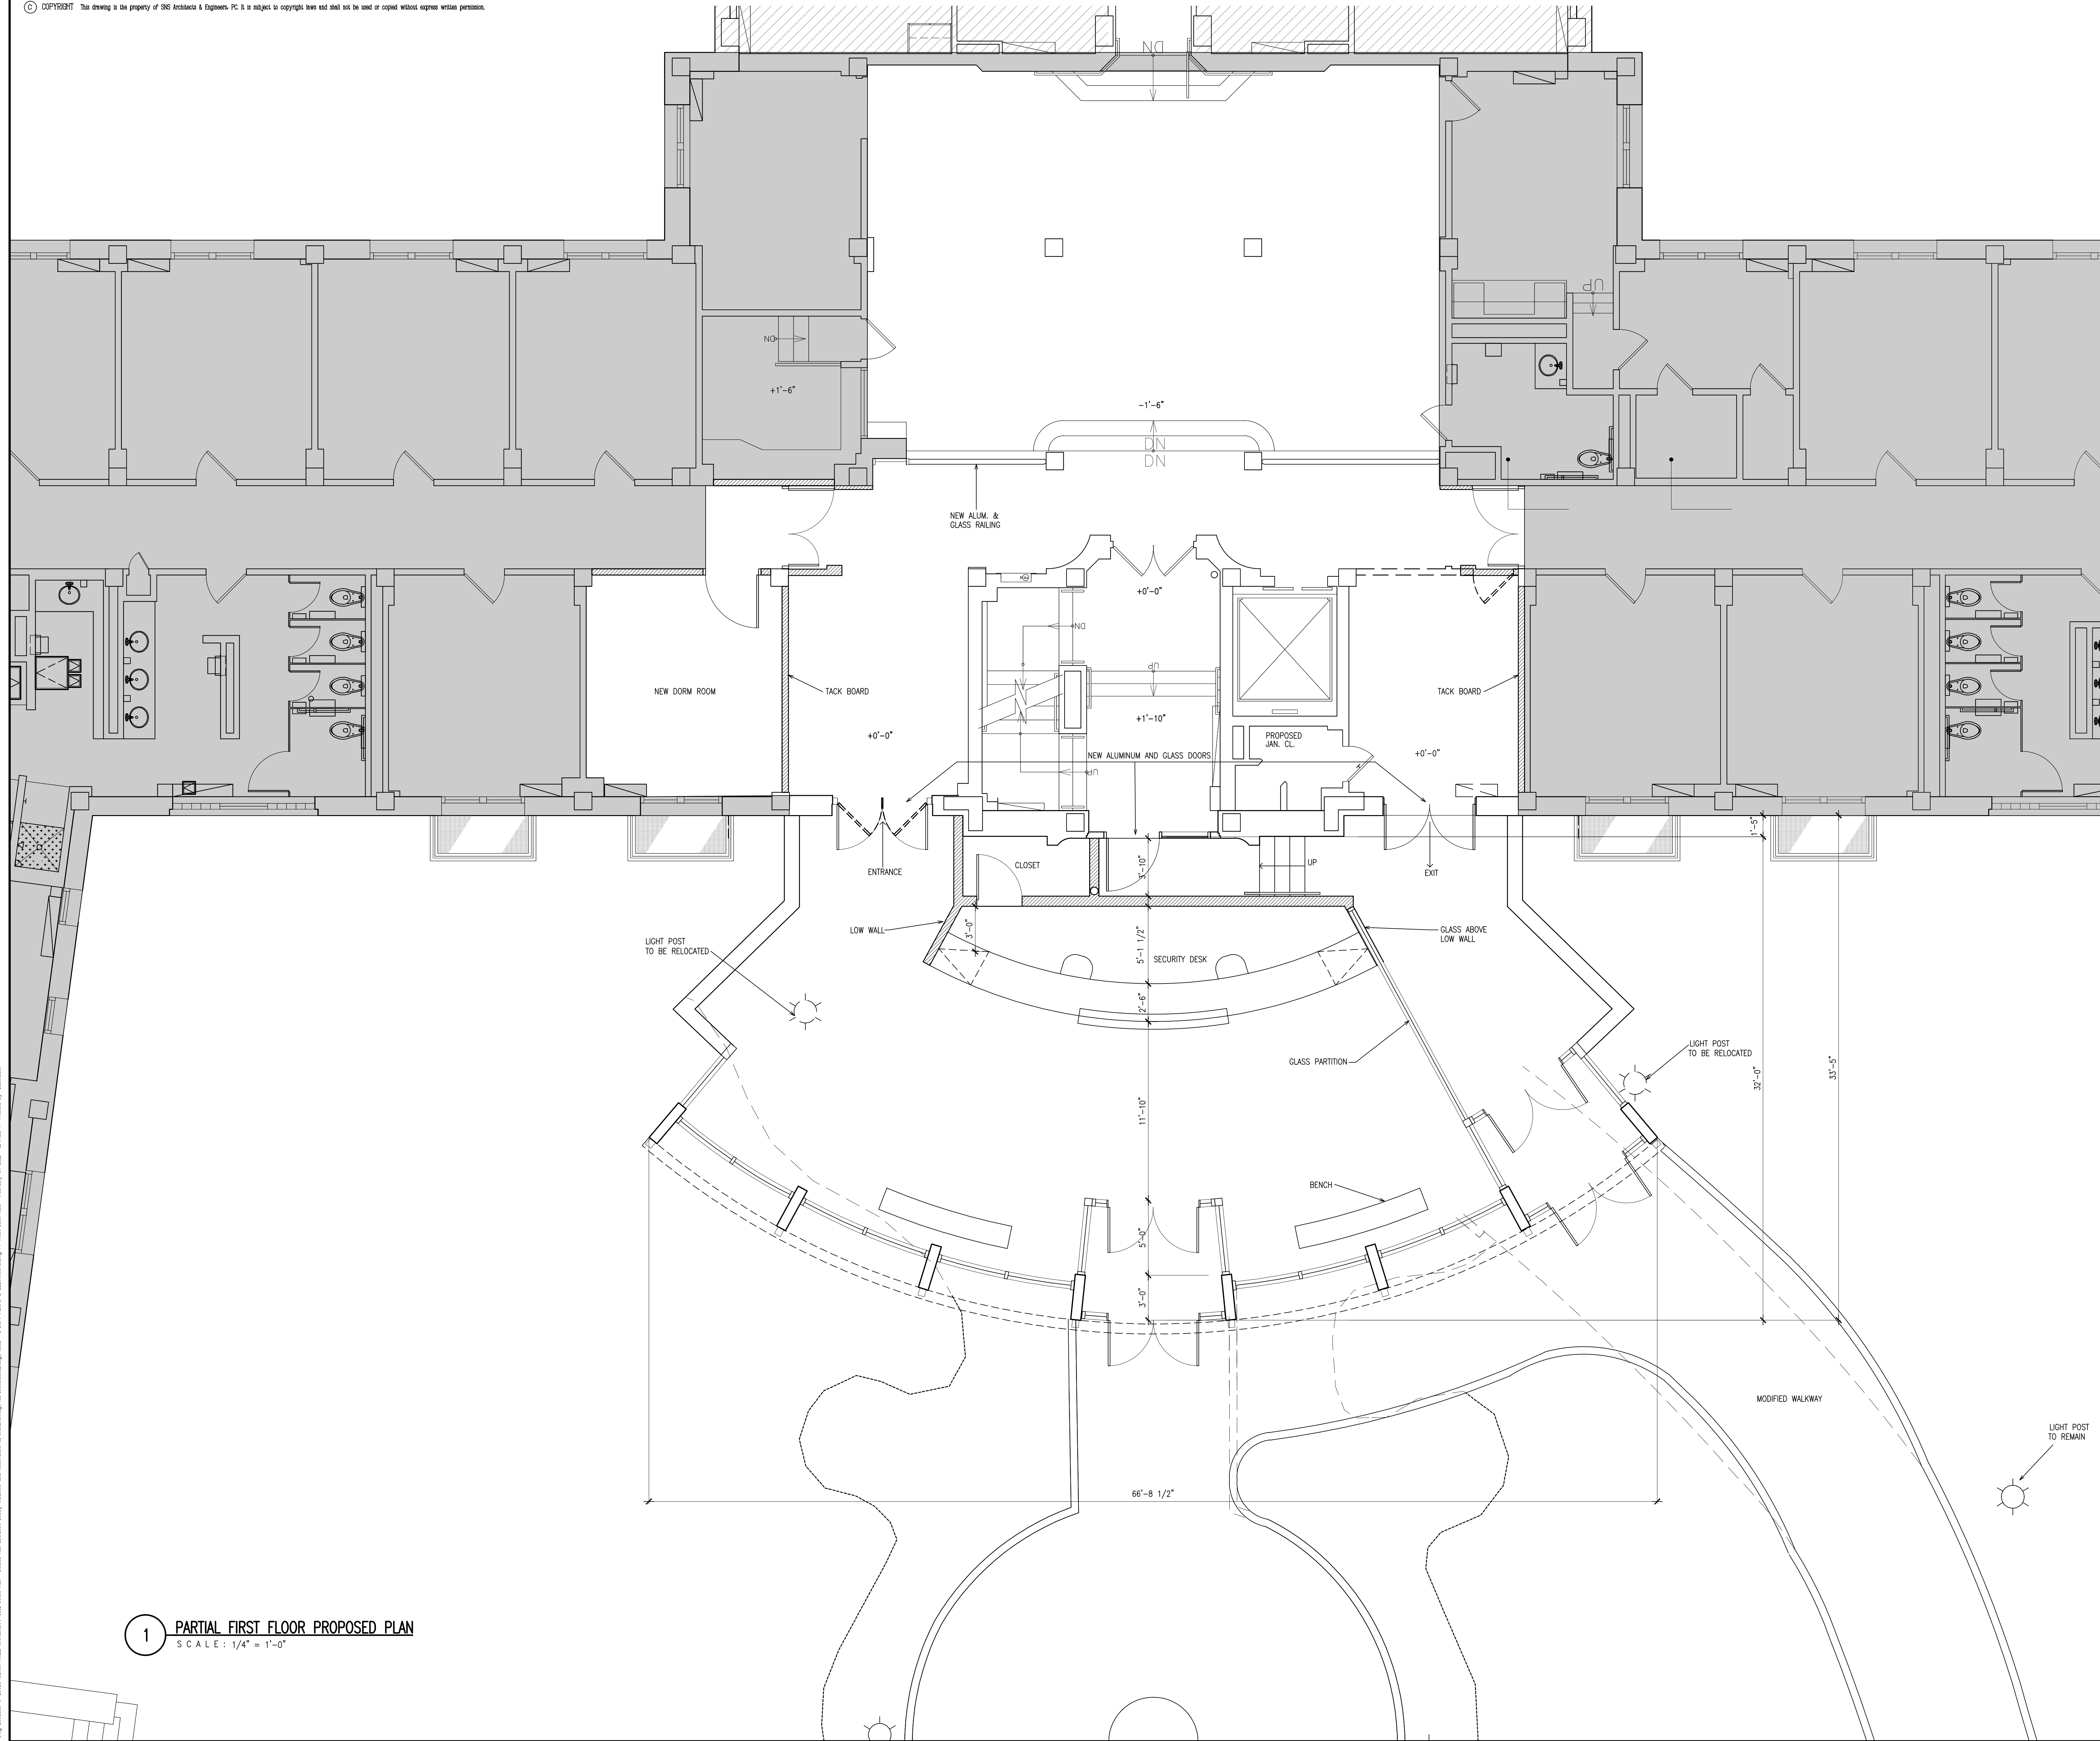 C COPYRIGHT This drawing is the property of SNS Architects & Engineers, PC. It is subject to copyright laws and shall not be used or copied without express written permission.
DN
UP
DN
+1'-6"
-1'-6"
DN
DN
NEW ALUM. &
GLASS RAILING
+0'-0"
DN
UP
NEW DORM ROOM
TACK BOARD
TACK BOARD
+1'-10"
+0'-0"
PROPOSED
JAN. CL.
+0'-0"
NEW ALUMINUM AND GLASS DOORS
UP
1'-5"
ENTRANCE
CLOSET
3'-10"
UP
EXIT
LOW WALL
3'-0"
5'-1 1/2"
GLASS ABOVE
LOW WALL
LIGHT POST
TO BE RELOCATED
SECURITY DESK
2'-6"
GLASS PARTITION
LIGHT POST
TO BE RELOCATED
32'-0"
33'-5"
11'-10"
BENCH
5'-0"
3'-0"
MODIFIED WALKWAY
LIGHT POST
TO REMAIN
66'-8 1/2"
1
PARTIAL FIRST FLOOR PROPOSED PLAN
SCALE: 1/4" = 1'-0"